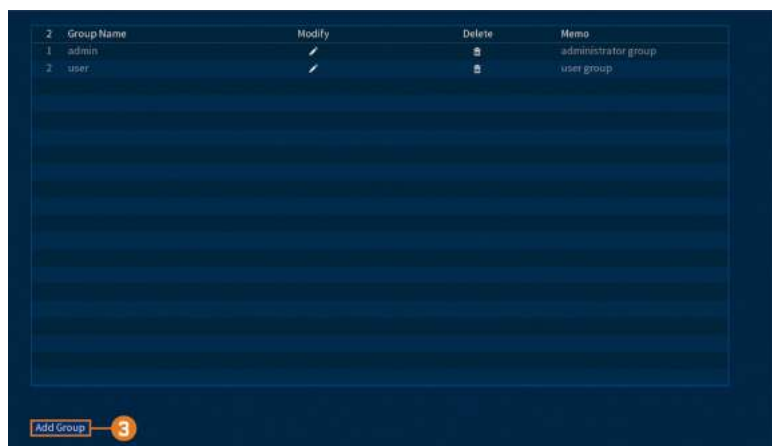 2 Group Name Modify Delete Memo
1 admin administrator group
2 user user group
Add Group 3